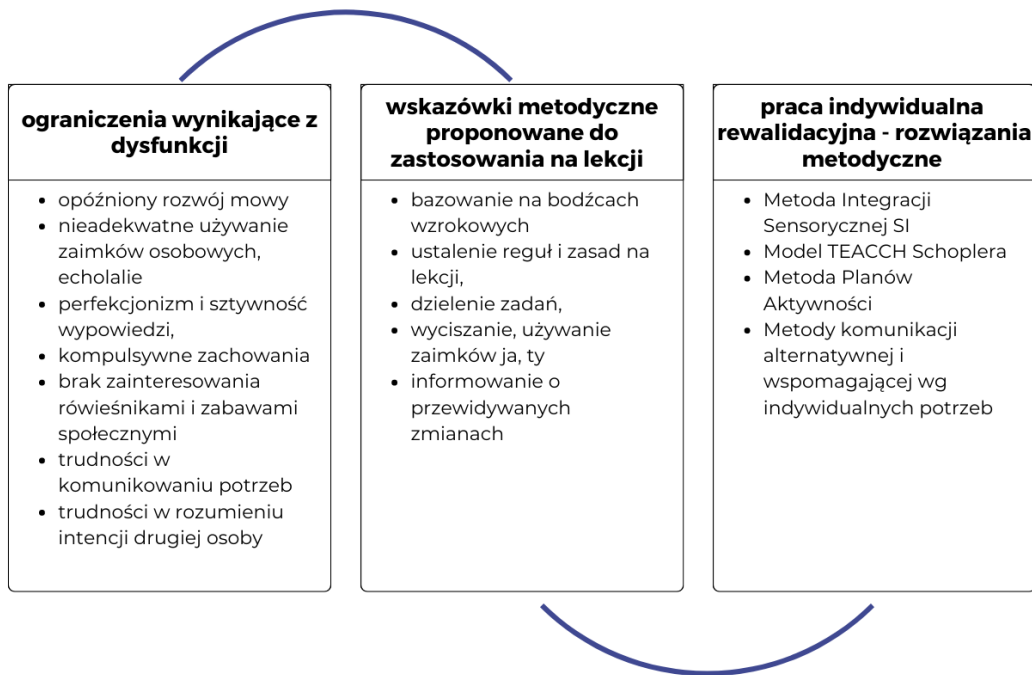 ograniczenia wynikające z
dysfunkcji
• opóźniony rozwój mowy
• nieadekwatne używanie
zaimków osobowych,
echolalie
• perfekcjonizm i sztywność
wypowiedzi,
• kompulsywne zachowania
• brak zainteresowania
rówieśnikami i zabawami
społecznymi
• trudności w
komunikowaniu potrzeb
• trudności w rozumieniu
intencji drugiej osoby
wskazówki metodyczne
proponowane do
zastosowania na lekcji
• bazowanie na bodźcach
wzrokowych
• ustalenie reguł i zasad na
lekcji,
• dzielenie zadań,
• wyciszanie, używanie
zaimków ja, ty
• informowanie o
przewidywanych
zmianach
praca indywidualna
rewalidacyjna - rozwiązania
metodyczne
• Metoda Integracji
Sensorycznej SI
• Model TEACCH Schoplera
• Metoda Planów
Aktywności
• Metody komunikacji
alternatywnej i
wspomagającej wg
indywidualnych potrzeb